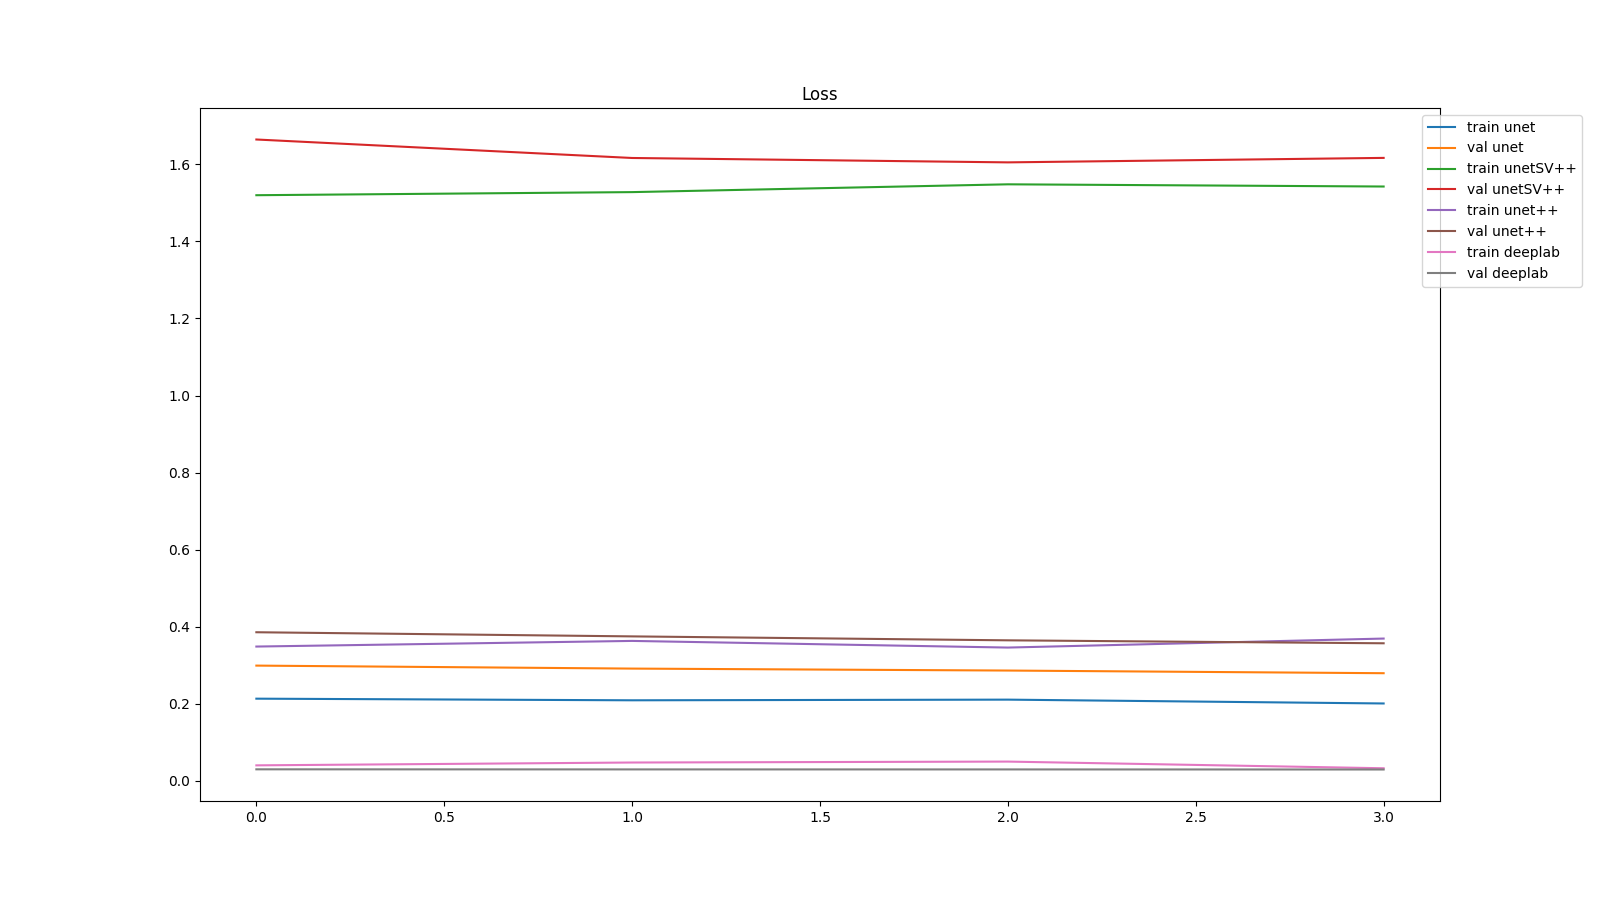 Loss
train unet
val unet
train unetSV++
val unetSV++
train unet++
val unet++
train deeplab
val deeplab
1.6
1.4
1.2
1.0
0.8
0.6
0.4
0.2
0.0
0.0 0.5 1.0 1.5 2.0 2.5 3.0